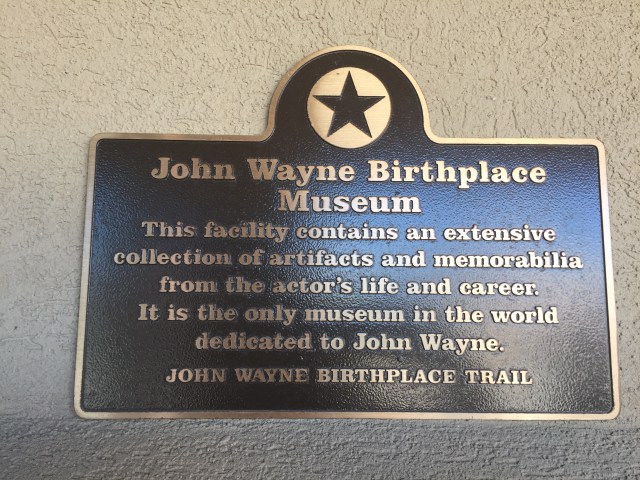 John Wayne Birthplace
Museum
This facility contains an extensive
collection of artifacts and memorabilia
from the actor's life and career.
It is the only museum in the world
dedicated to John Wayne.
JOHN WAYNE BIRTHPLACE TRAIL